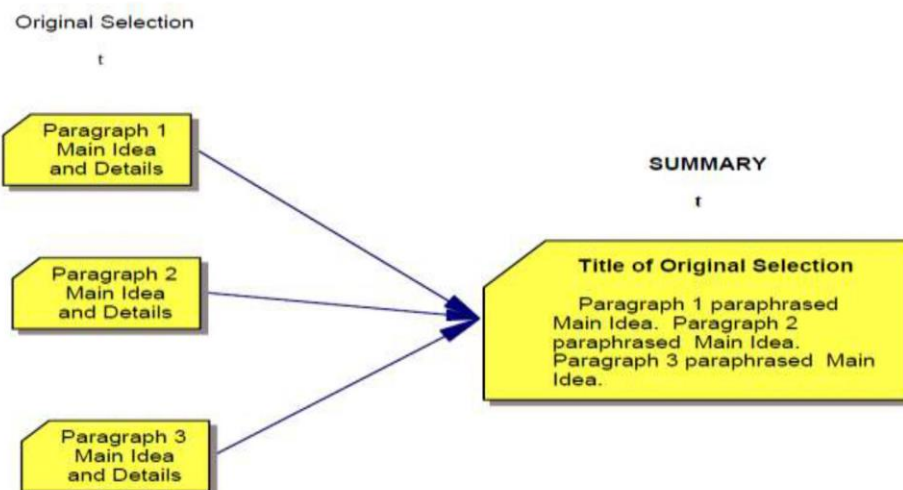 Original Selection
t
Paragraph 1
Main Idea
and Details
Paragraph 2
Main Idea
and Details
Paragraph 3
Main Idea
and Details
SUMMARY
t
Title of Original Selection
Paragraph 1 paraphrased
Main Idea. Paragraph 2
paraphrased Main Idea.
Paragraph 3 paraphrased Main
Idea.